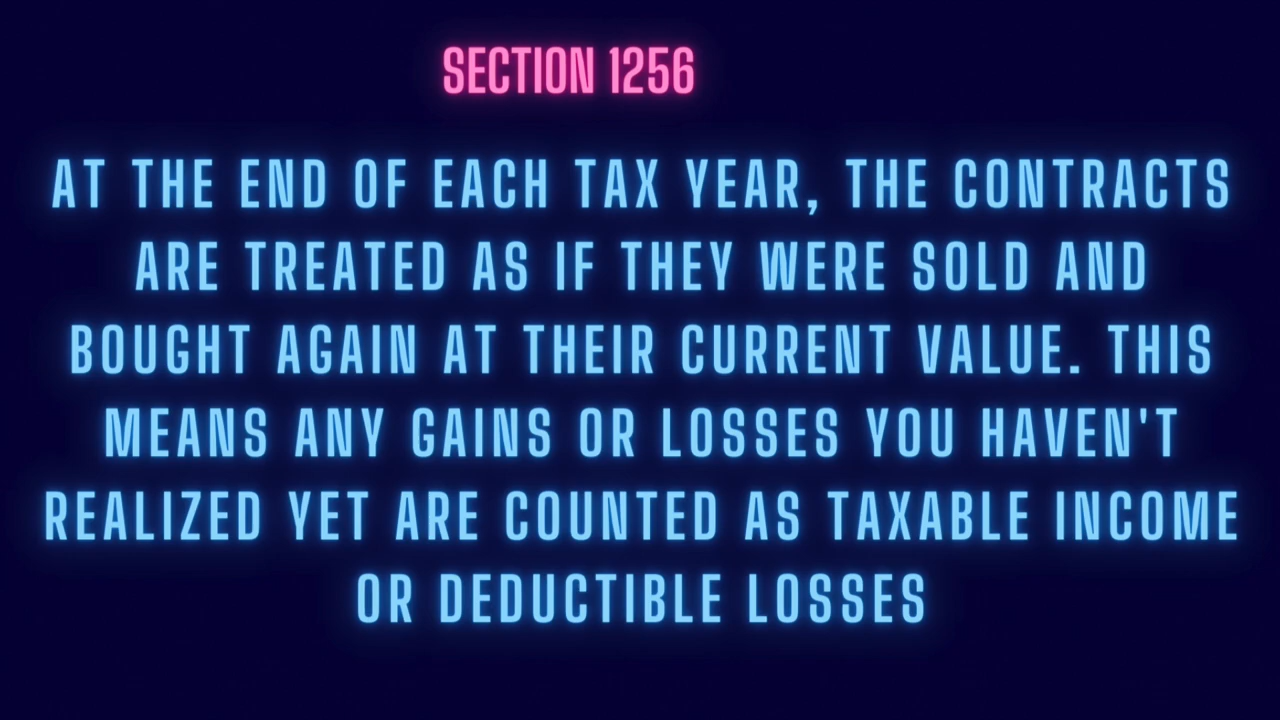 SECTION 1256
AT THE END OF EACH TAX YEAR, THE CONTRACTS
ARE TREATED AS IF THEY WERE SOLD AND
BOUGHT AGAIN AT THEIR CURRENT VALUE. THIS
MEANS ANY GAINS OR LOSSES YOU HAVEN'T
REALIZED YET ARE COUNTED AS TAXABLE INCOME
OR DEDUCTIBLE LOSSES